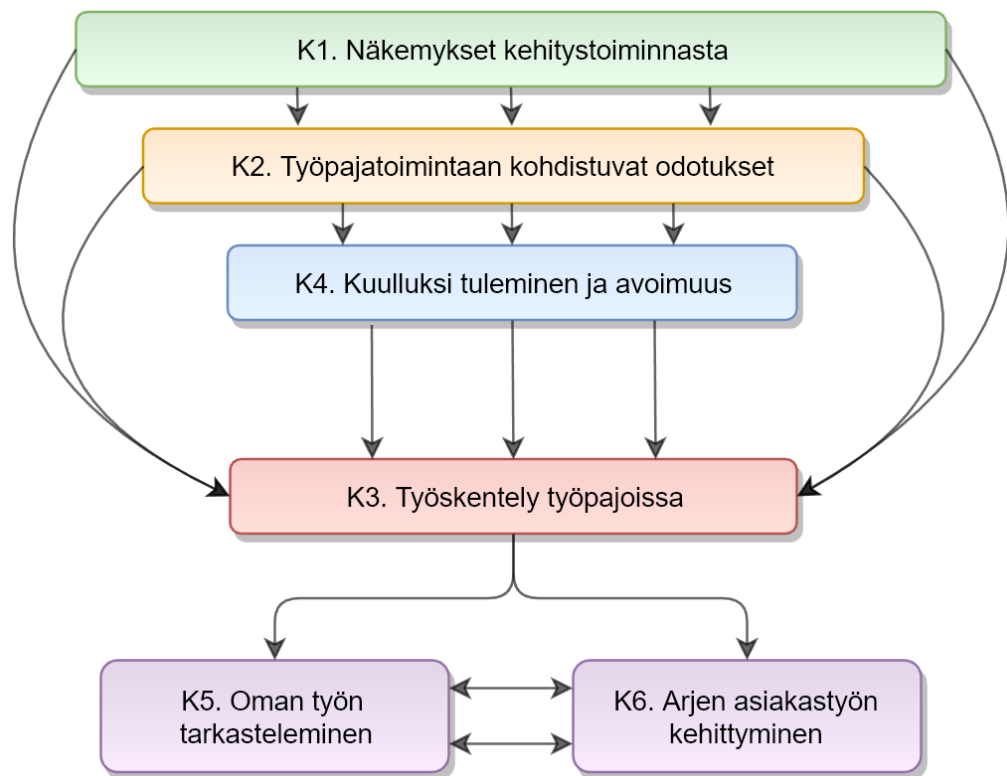 K1. Näkemykset kehitystoiminnasta
K2. Työpajatoimintaan kohdistuvat odotukset
K4. Kuulluksi tuleminen ja avoimuus
K3. Työskentely työpajoissa
K5. Oman työn
tarkasteleminen
K6. Arjen asiakastyön
kehittyminen